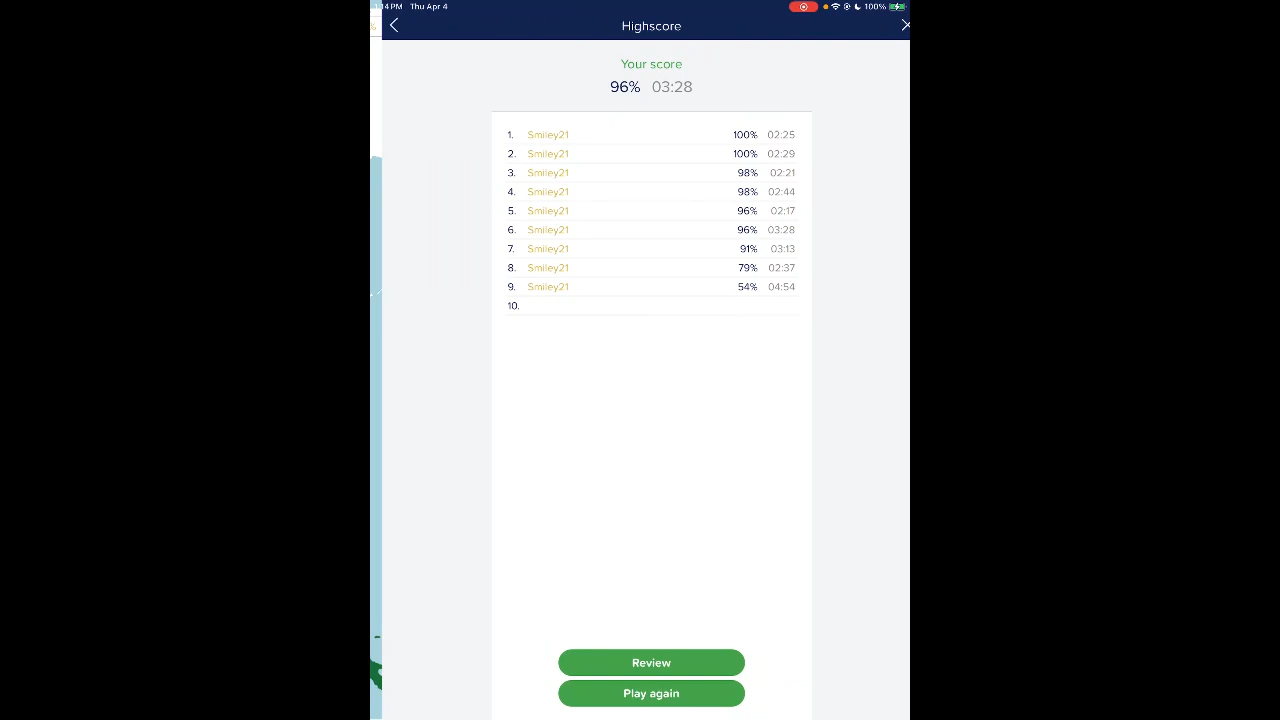 1:14 PM Thu Apr 4 100%
%
Highscore
Your score
96% 03:28
1. Smiley21 100% 02:25
2. Smiley21 100% 02:29
3. Smiley21 98% 02:21
4. Smiley21 98% 02:44
5. Smiley21 96% 02:17
6. Smiley21 96% 03:28
7. Smiley21 91% 03:13
8. Smiley21 79% 02:37
9. Smiley21 54% 04:54
10.
Review
Play again